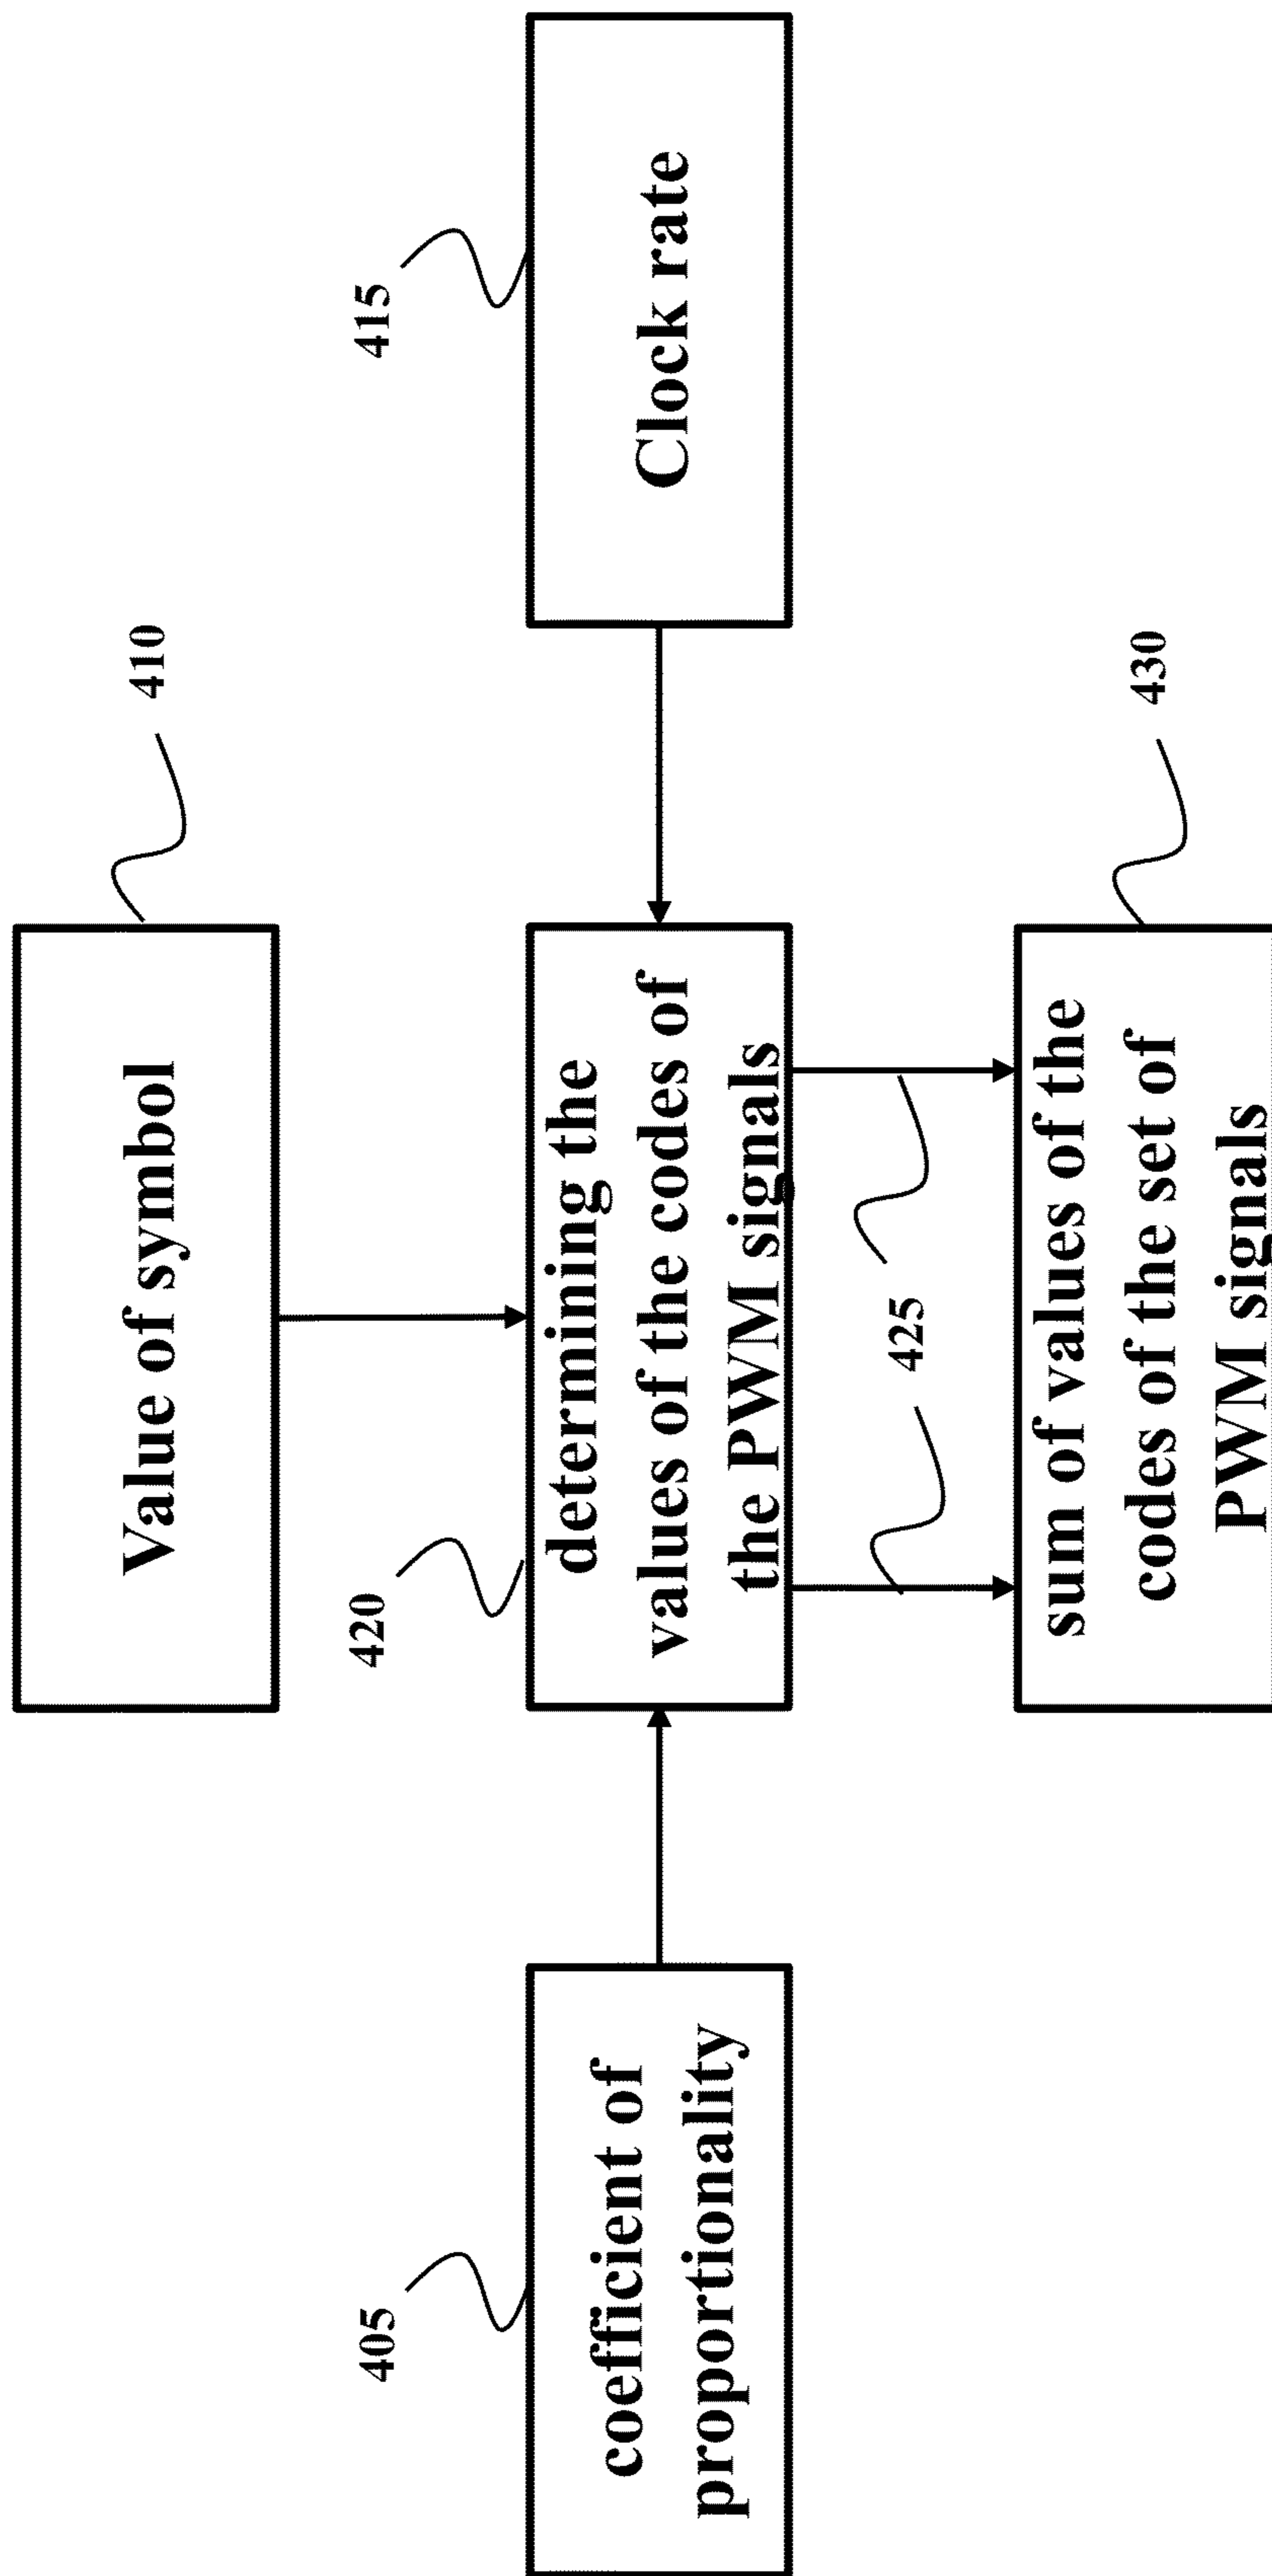 410
Value of symbol
420
415
405
coefficient of
proportionality
determining the
values of the codes of
the PWM signals
Clock rate
425
430
sum of values of the
codes of the set of
PWM signals